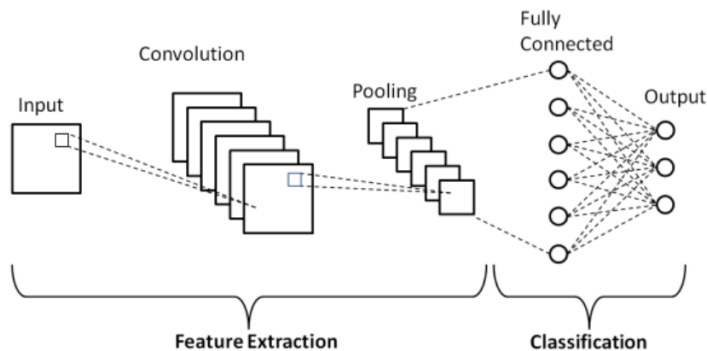 Input
Convolution
Pooling
Fully
Connected
Output
Feature Extraction
Classification